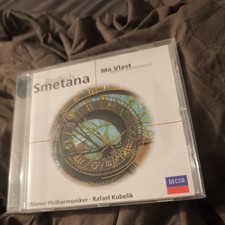 Smetana
Má Vlast
DECCA
Wiener Philharmoniker · Rafael Kubelík